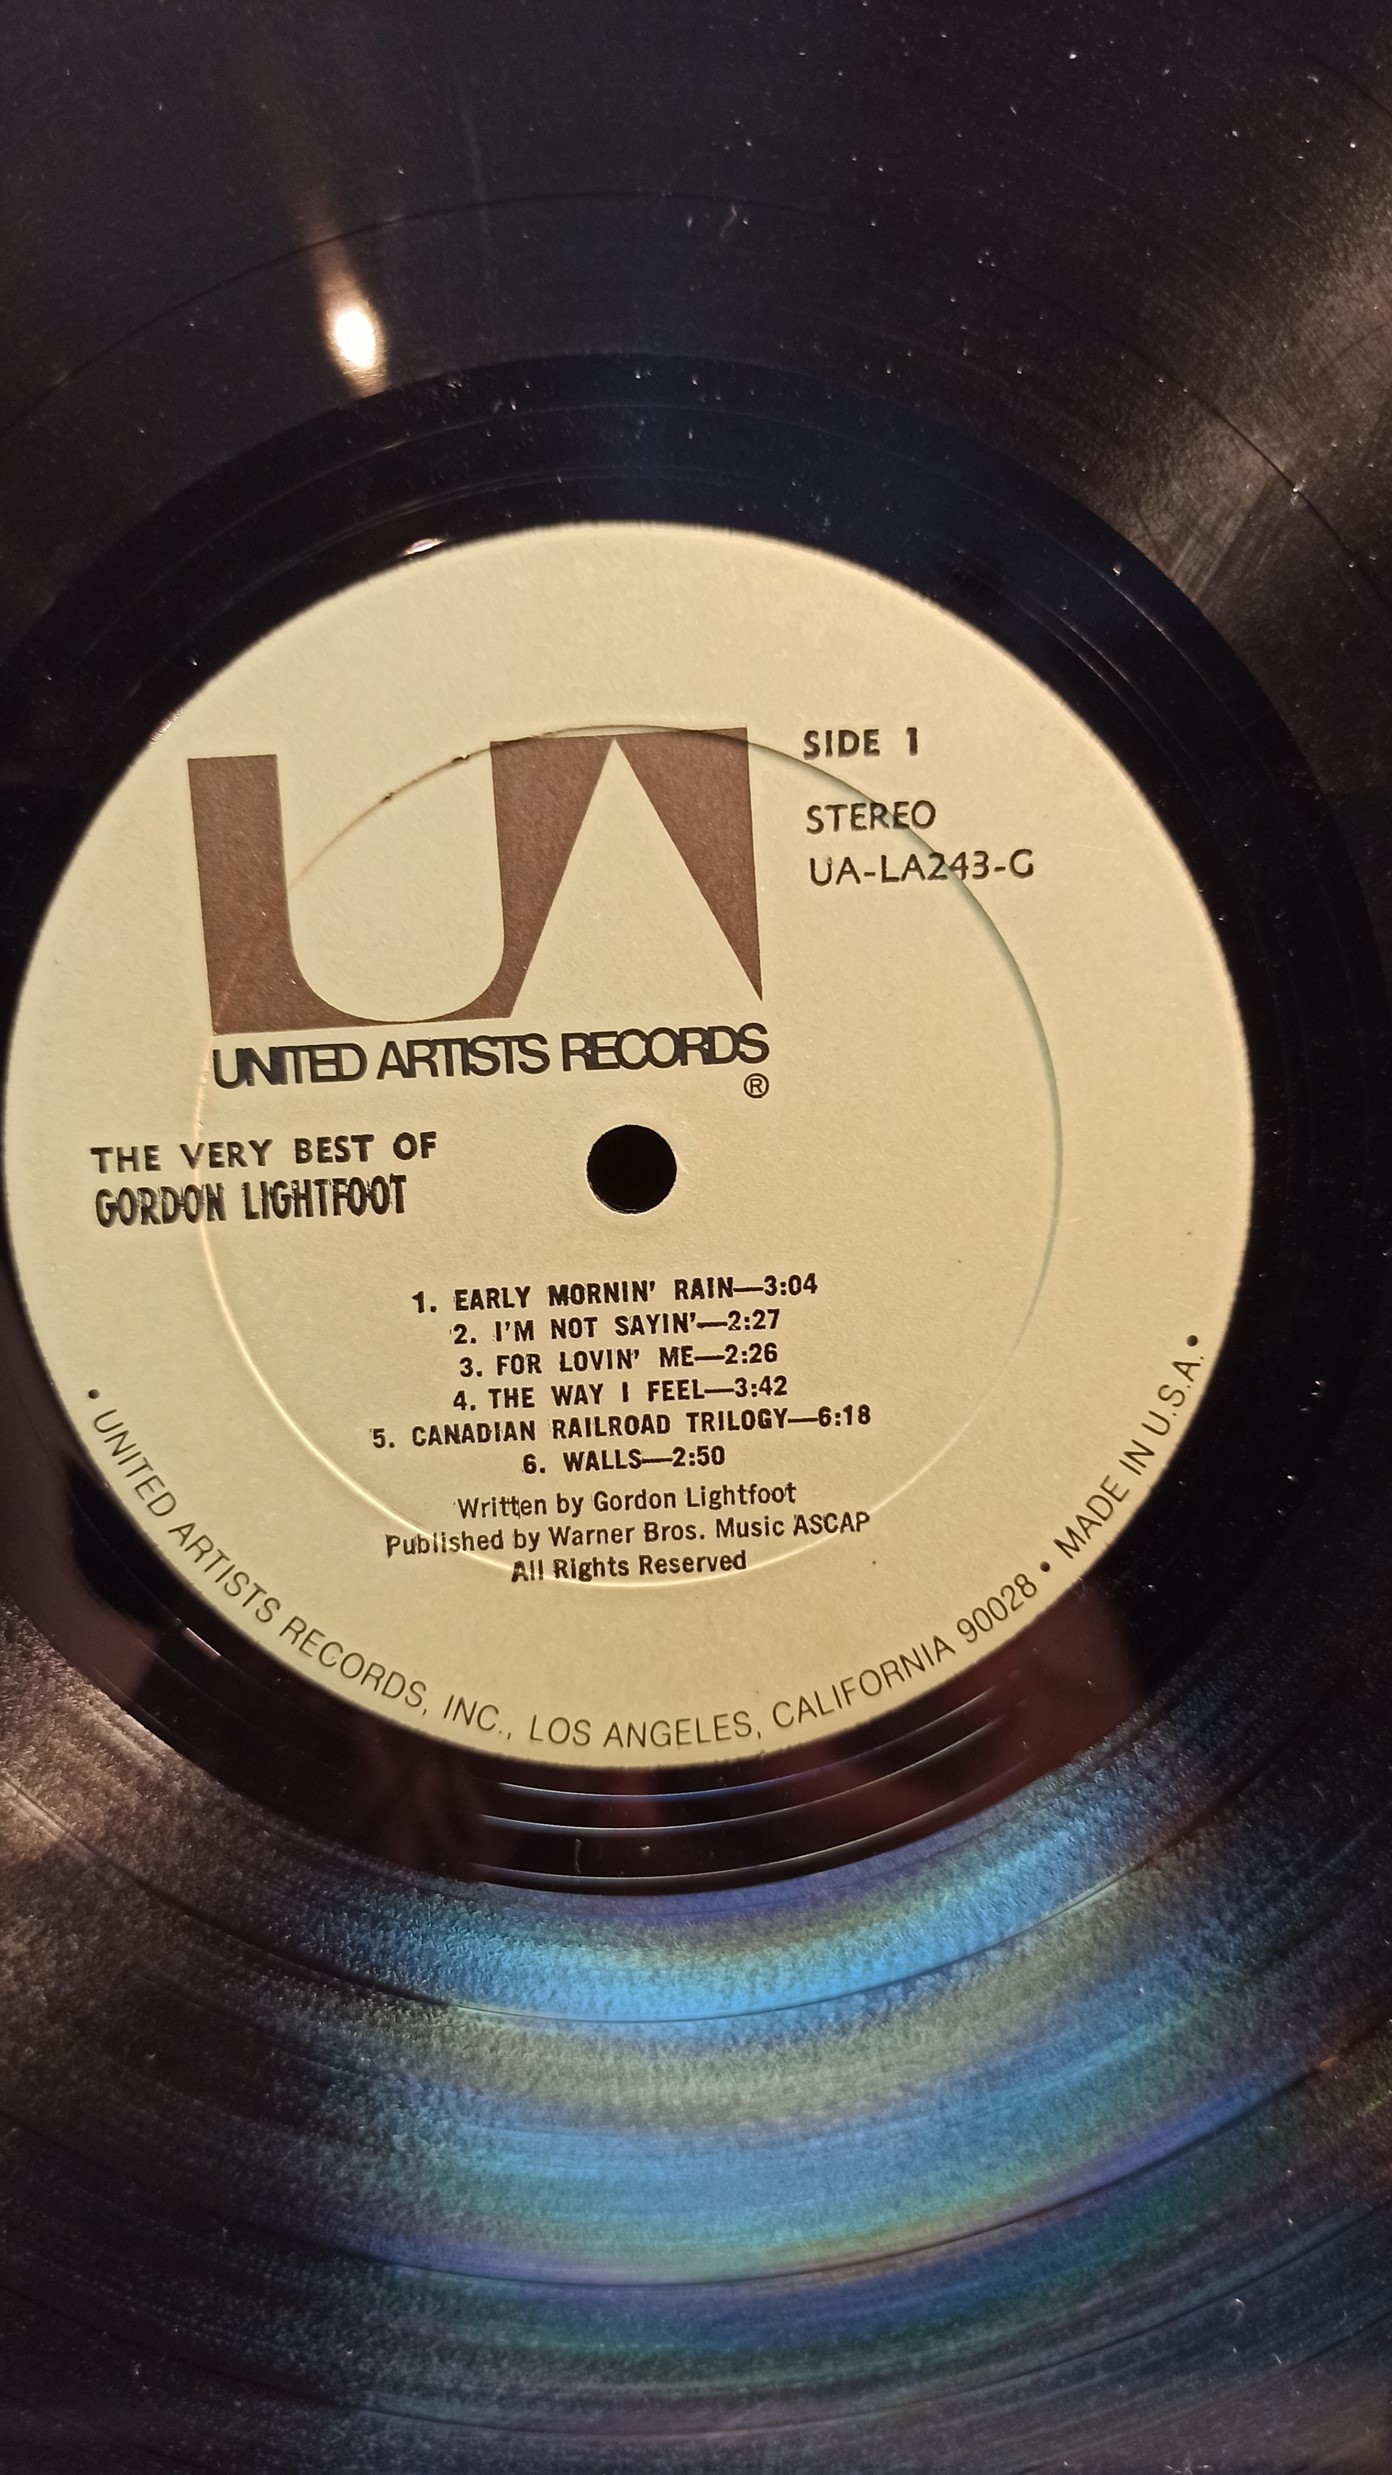 UA
SIDE 1
STEREO
UA-LA243-G
UNITED ARTISTS RECORDS
®
THE VERY BEST OF
GORDON LIGHTFOOT
1. EARLY MORNIN' RAIN—3:04
2. I'M NOT SAYIN'—2:27
3. FOR LOVIN' ME—2:26
4. THE WAY I FEEL—3:42
5. CANADIAN RAILROAD TRILOGY—6:18
6. WALLS—2:50
Written by Gordon Lightfoot
Published by Warner Bros. Music ASCAP
All Rights Reserved
• UNITED ARTISTS RECORDS, INC., LOS ANGELES, CALIFORNIA 90028 • MADE IN U.S.A. •